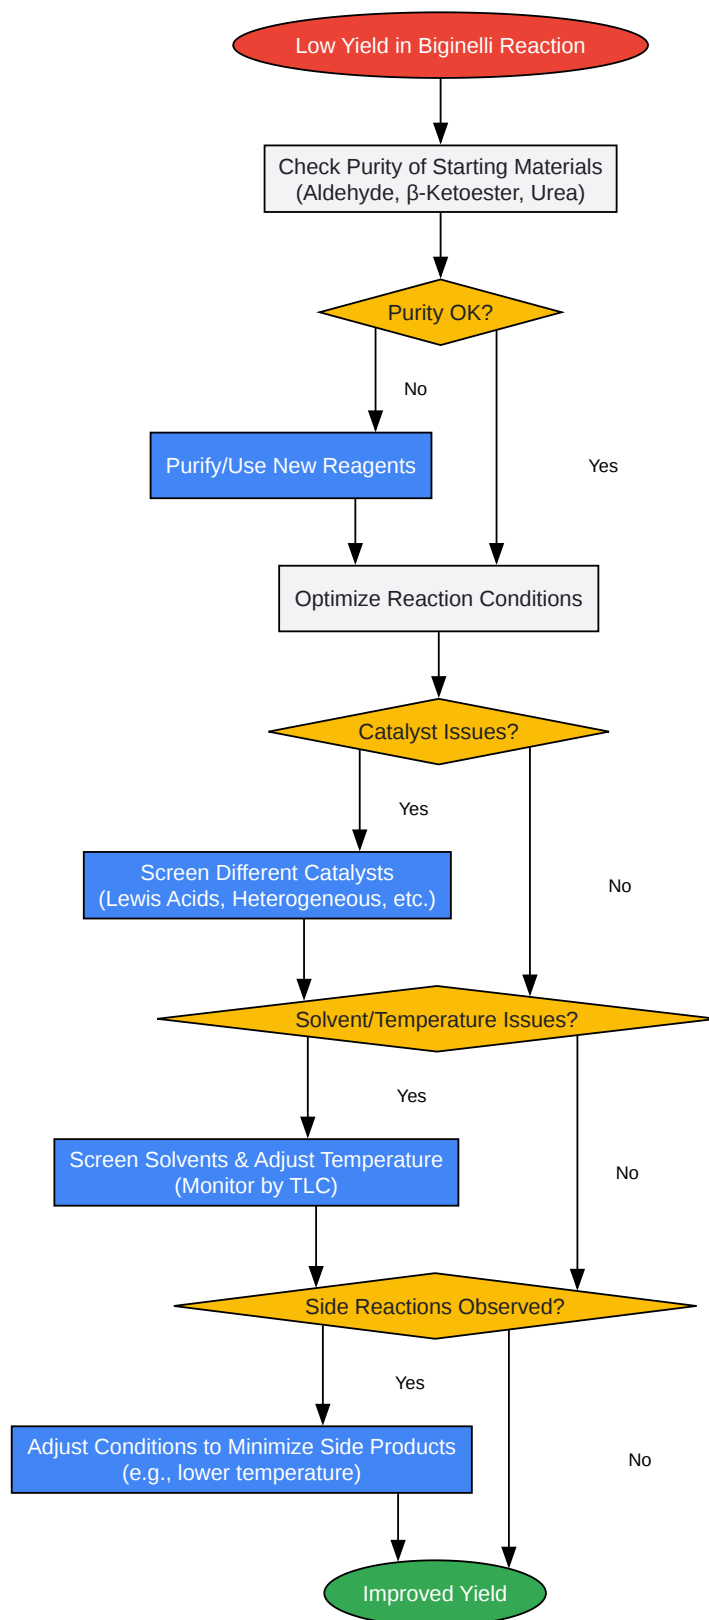 Low Yield in Biginelli Reaction
Check Purity of Starting Materials
(Aldehyde, β-Ketoester, Urea)
Purity OK?
No
Purify/Use New Reagents
Yes
Optimize Reaction Conditions
Catalyst Issues?
Yes
Screen Different Catalysts
(Lewis Acids, Heterogeneous, etc.)
No
Solvent/Temperature Issues?
Yes
Screen Solvents & Adjust Temperature
(Monitor by TLC)
No
Side Reactions Observed?
Yes
Adjust Conditions to Minimize Side Products
(e.g., lower temperature)
No
Improved Yield